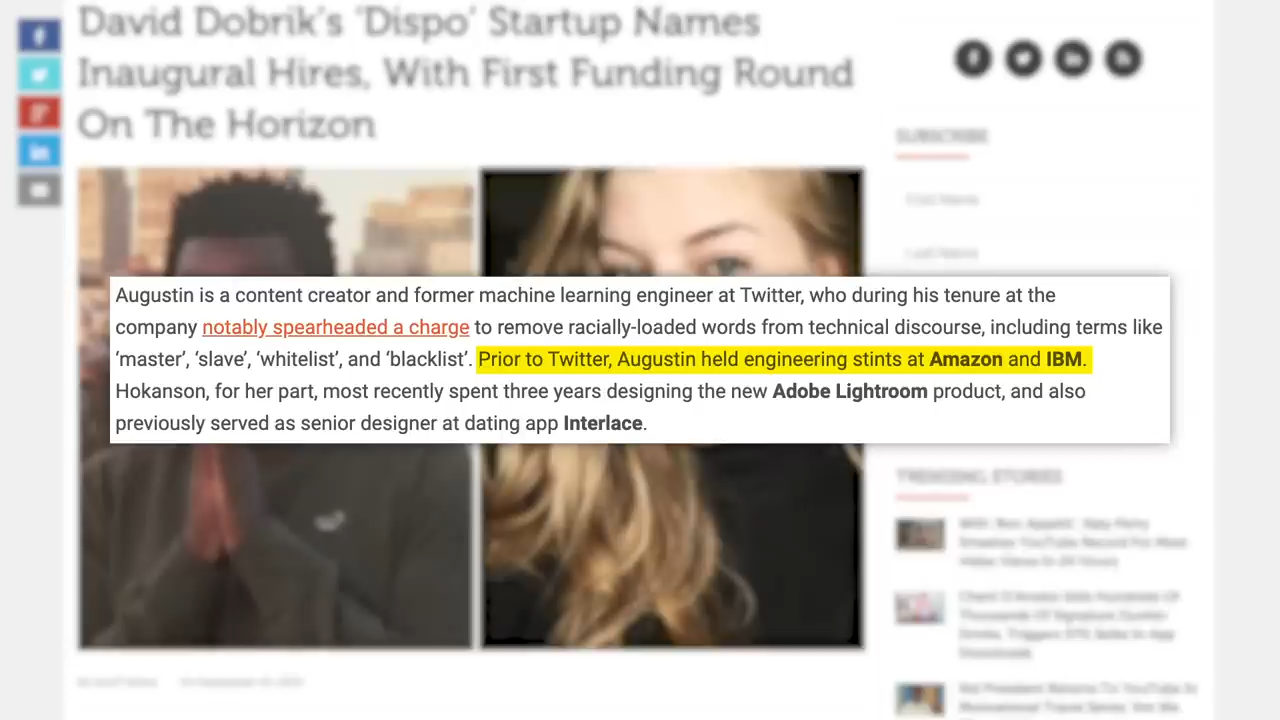 David Dobrik's 'Dispo' Startup Names
Inaugural Hires, With First Funding Round
On The Horizon
SUBSCRIBE
Augustin is a content creator and former machine learning engineer at Twitter, who during his tenure at the
company notably spearheaded a charge to remove racially-loaded words from technical discourse, including terms like
‘master’, ‘slave’, ‘whitelist’, and ‘blacklist’. Prior to Twitter, Augustin held engineering stints at Amazon and IBM.
Hokanson, for her part, most recently spent three years designing the new Adobe Lightroom product, and also
previously served as senior designer at dating app Interlace.
TRENDING STORIES